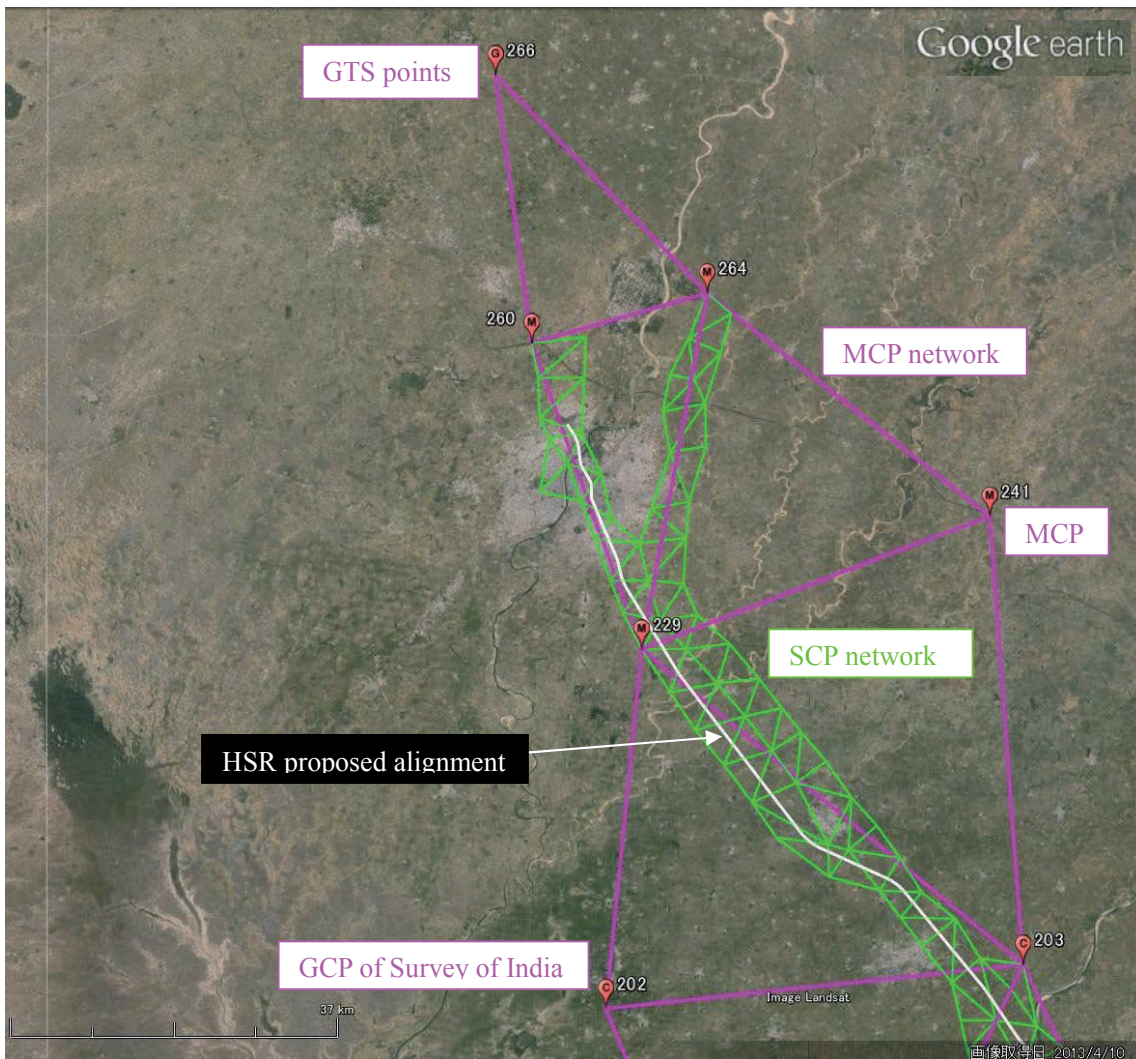 266
Google earth
GTS points
264
260
MCP network
241
MCP
229
SCP network
HSR proposed alignment
203
GCP of Survey of India
202
Image Landsat
37 km
画像取得日: 2013/4/10
G
M
M
M
M
C
C